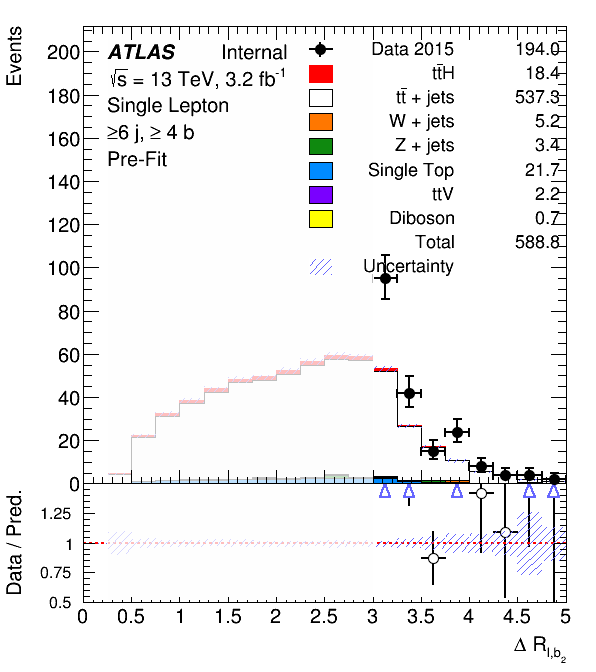 Events
ATLAS Internal
√s = 13 TeV, 3.2 fb⁻¹
Single Lepton
≥6 j, ≥ 4 b
Pre-Fit
Data 2015 194.0
tt̄H 18.4
tt̄ + jets 537.3
W + jets 5.2
Z + jets 3.4
Single Top 21.7
ttV 2.2
Diboson 0.7
Total 588.8
Uncertainty
200
180
160
140
120
100
80
60
40
20
0
Data / Pred.
1.25
1
0.75
0.5
0 0.5 1 1.5 2 2.5 3 3.5 4 4.5 5
Δ R_{l,b₂}